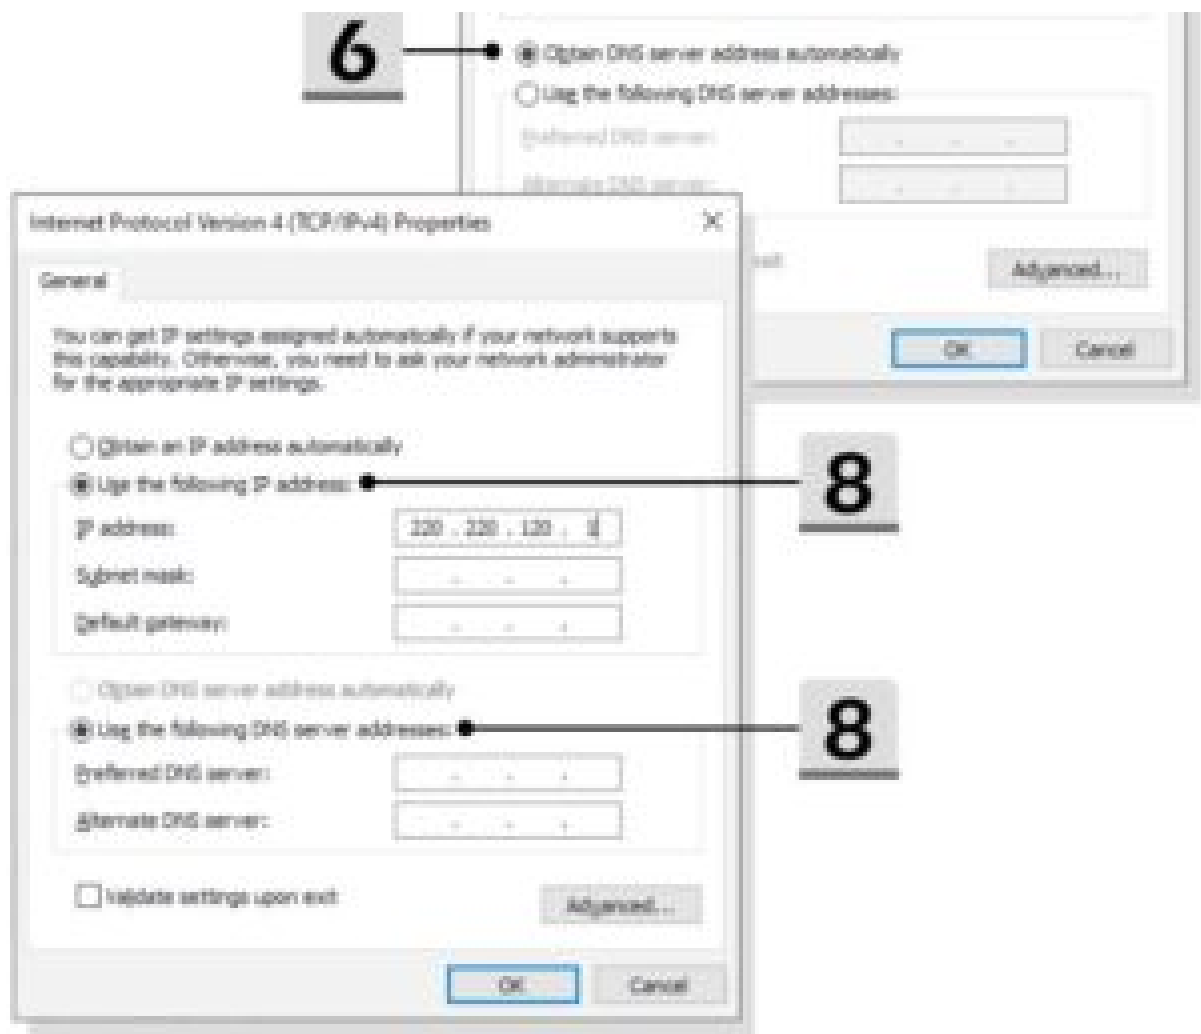 6
Obtain DNS server address automatically
Use the following DNS server addresses:
Preferred DNS server:
Alternate DNS server:
Advanced...
OK
Cancel
Internet Protocol Version 4 (TCP/IPv4) Properties
General
You can get IP settings assigned automatically if your network supports
this capability. Otherwise, you need to ask your network administrator
for the appropriate IP settings.
Obtain an IP address automatically
Use the following IP address:
8
IP address:
220 . 220 . 120 . 1
Subnet mask:
Default gateway:
Obtain DNS server address automatically
Use the following DNS server addresses:
8
Preferred DNS server:
Alternate DNS server:
Validate settings upon exit
Advanced...
OK
Cancel